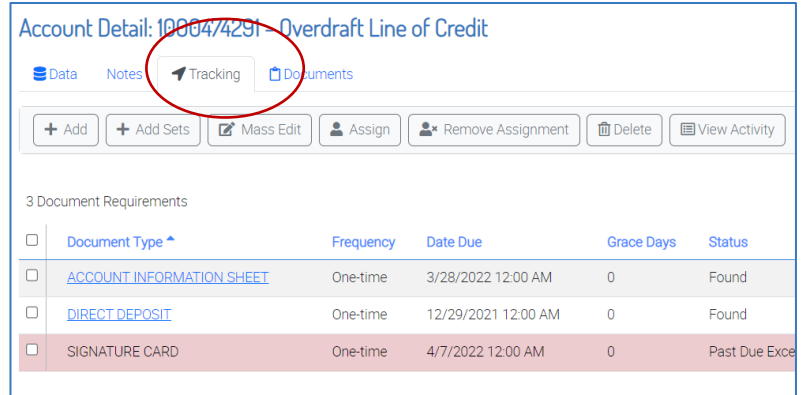 Account Detail: 1000474291 - Overdraft Line of Credit
Data Notes Tracking Documents
+ Add + Add Sets Mass Edit Assign Remove Assignment Delete View Activity
3 Document Requirements
Document Type Frequency Date Due Grace Days Status
ACCOUNT INFORMATION SHEET One-time 3/28/2022 12:00 AM 0 Found
DIRECT DEPOSIT One-time 12/29/2021 12:00 AM 0 Found
SIGNATURE CARD One-time 4/7/2022 12:00 AM 0 Past Due Exce